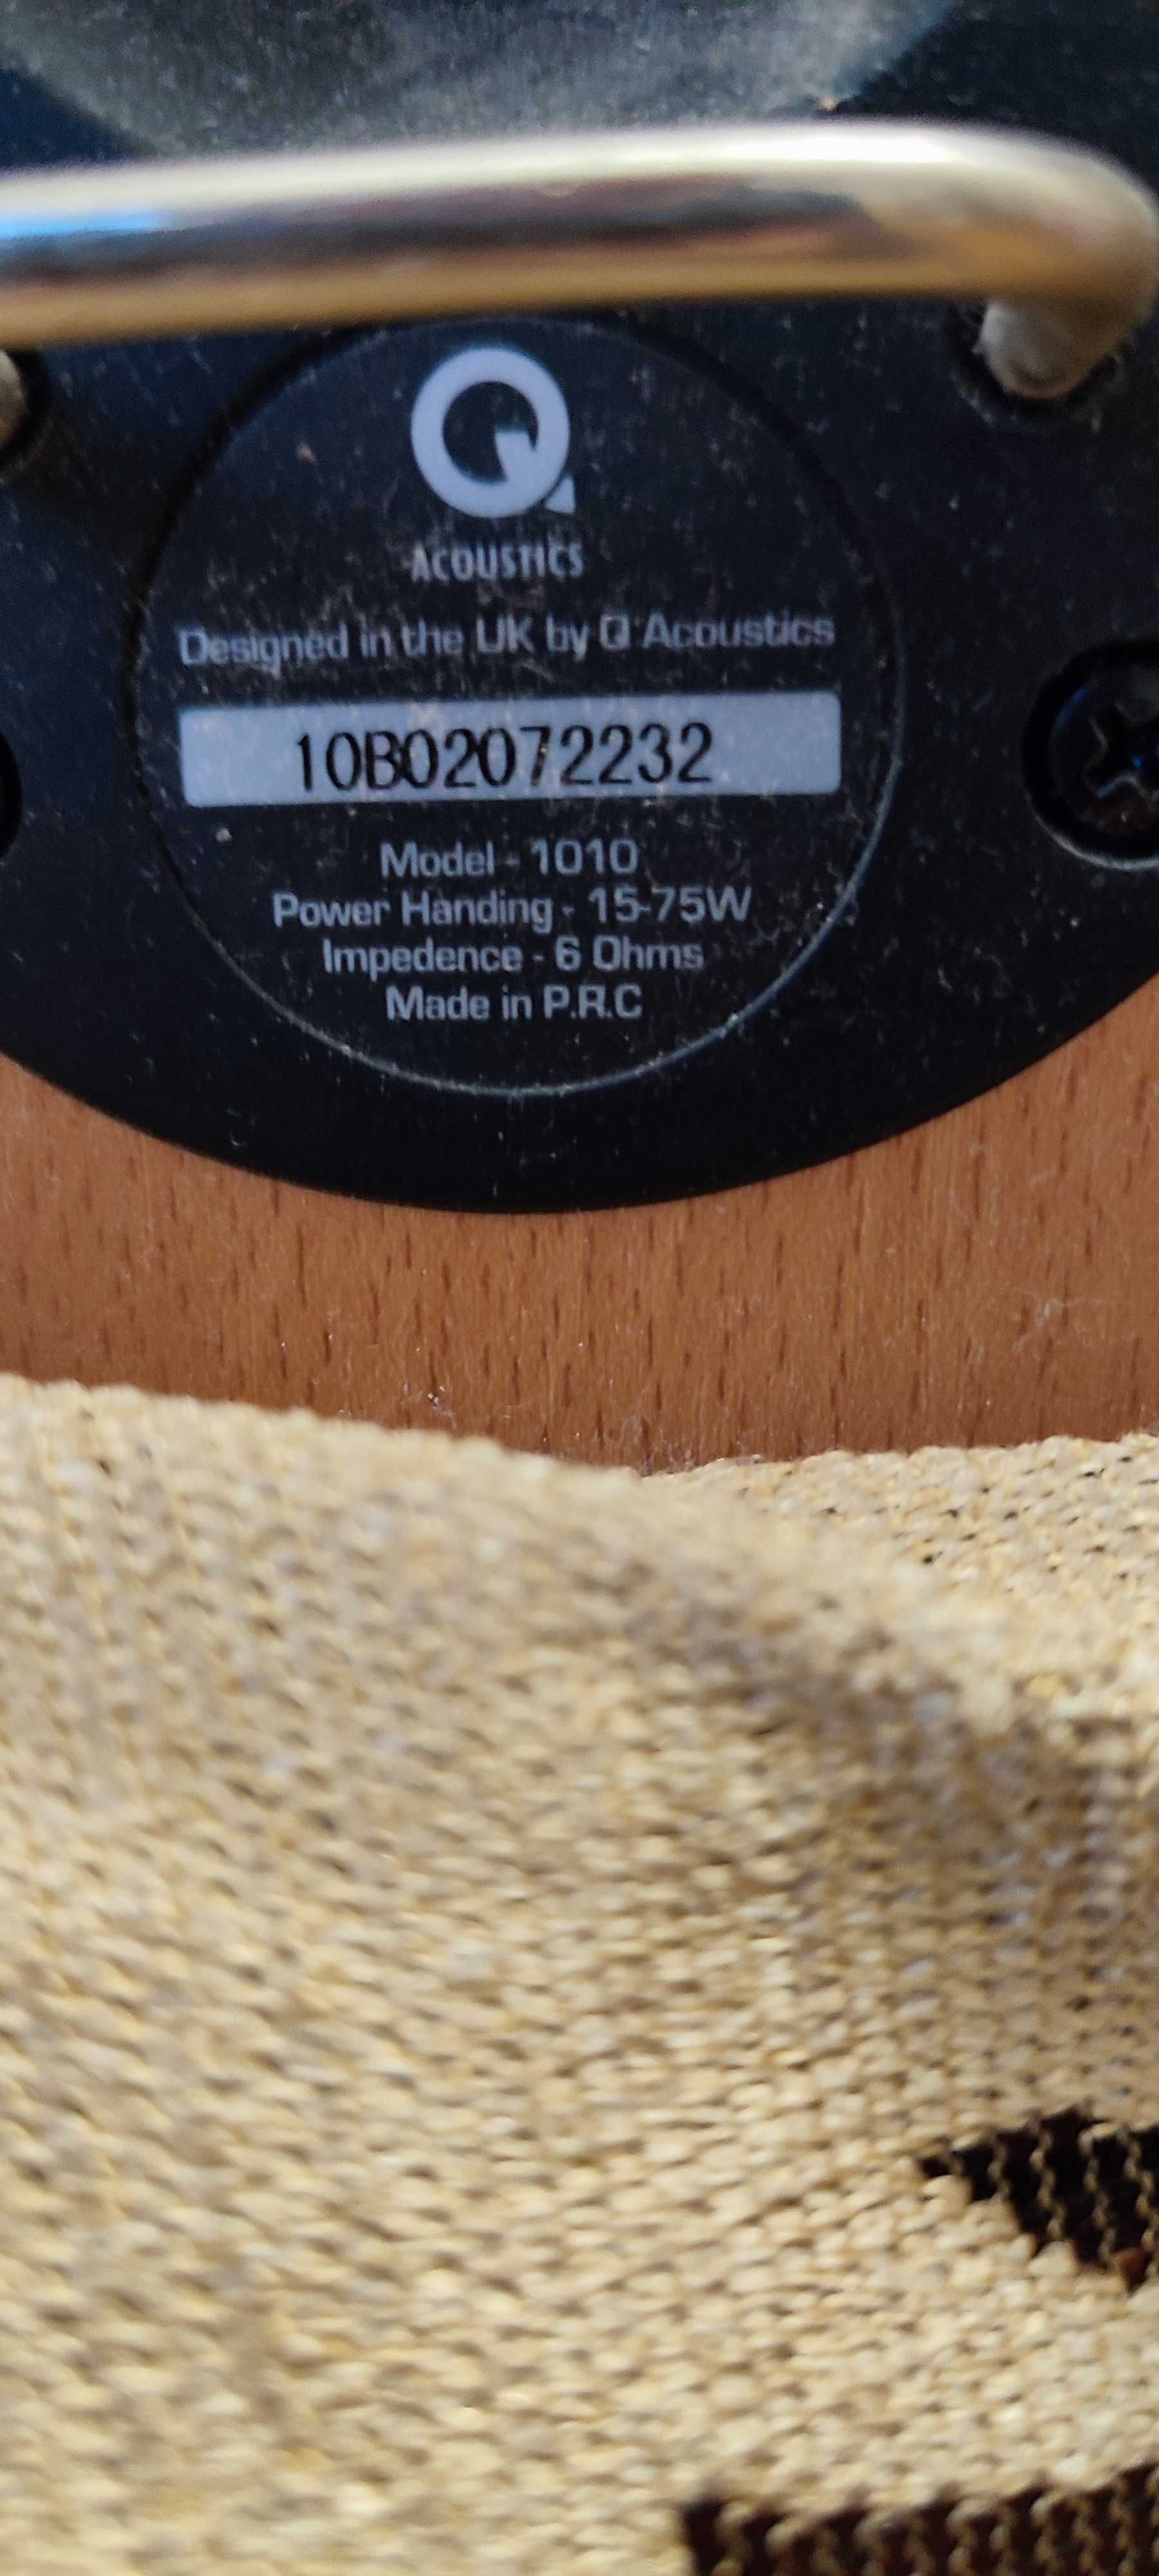 Q
ACOUSTICS
Designed in the UK by Q Acoustics
10B02072232
Model - 1010
Power Handing - 15-75W
Impedence - 6 Ohms
Made in P.R.C